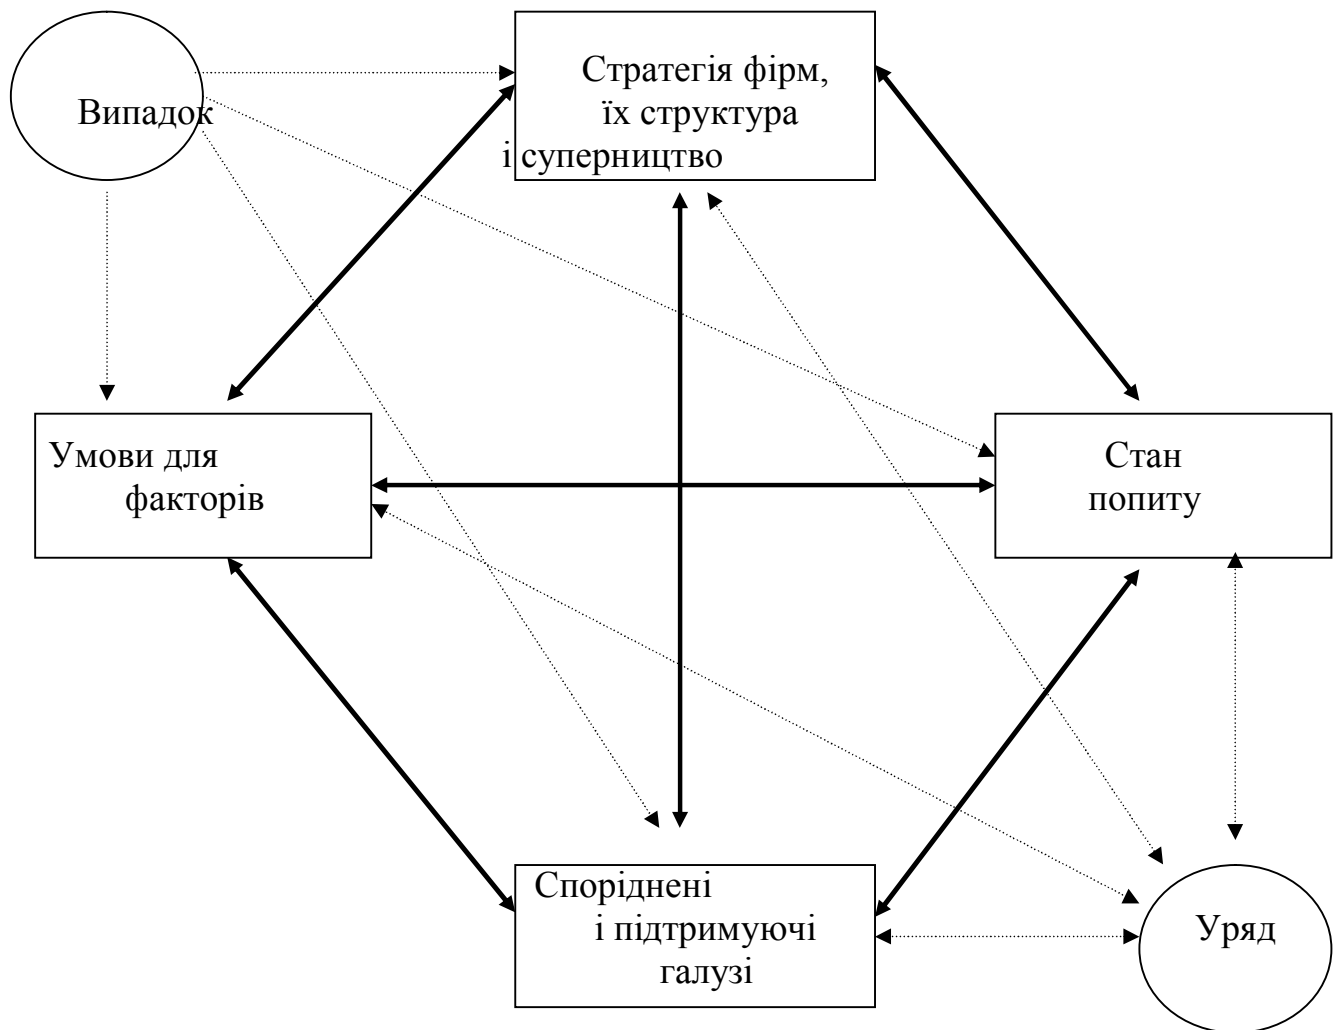 Випадок
Стратегія фірм,
їх структура
і суперництво
Умови для
факторів
Стан
попиту
Споріднені
і підтримуючі
галузі
Уряд